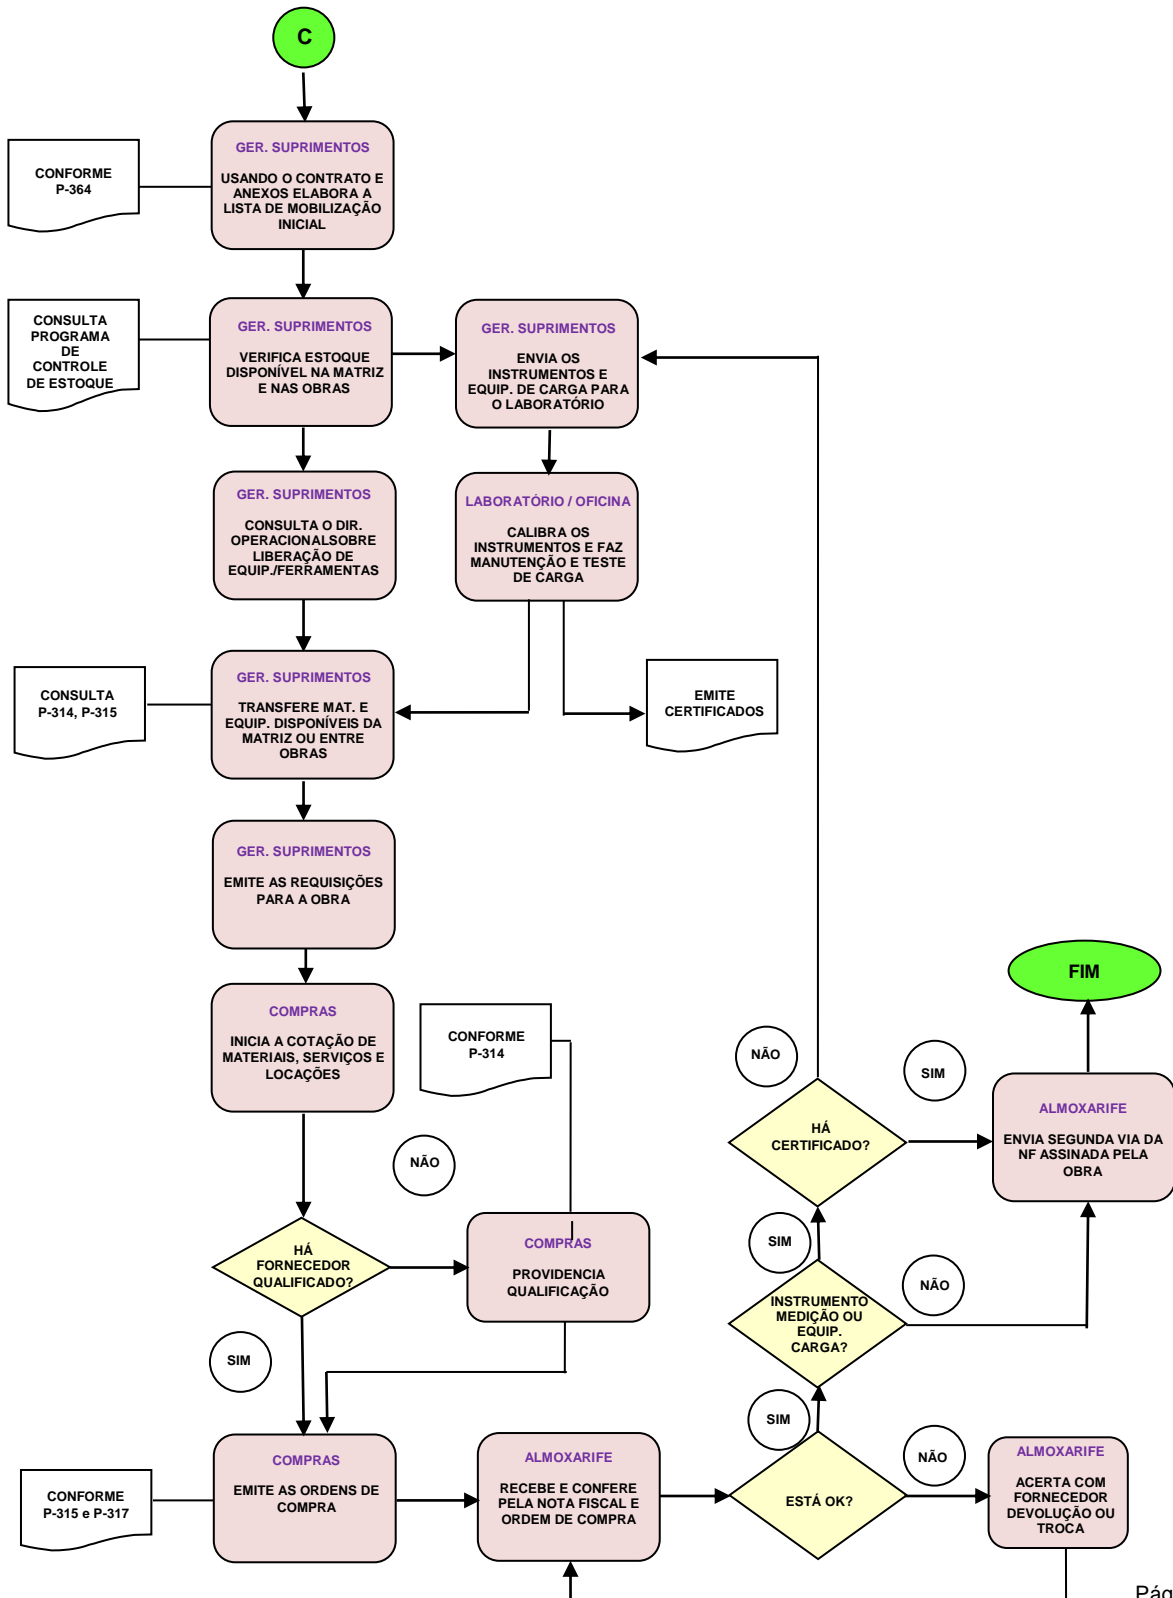 C
GER. SUPRIMENTOS
USANDO O CONTRATO E
ANEXOS ELABORA A
LISTA DE MOBILIZAÇÃO
INICIAL
CONFORME
P-364
CONSULTA
PROGRAMA
DE
CONTROLE
DE ESTOQUE
GER. SUPRIMENTOS
VERIFICA ESTOQUE
DISPONÍVEL NA MATRIZ
E NAS OBRAS
GER. SUPRIMENTOS
ENVIA OS
INSTRUMENTOS E
EQUIP. DE CARGA PARA
O LABORATÓRIO
GER. SUPRIMENTOS
CONSULTA O DIR.
OPERACIONALSOBRE
LIBERAÇÃO DE
EQUIP./FERRAMENTAS
LABORATÓRIO / OFICINA
CALIBRA OS
INSTRUMENTOS E FAZ
MANUTENÇÃO E TESTE
DE CARGA
CONSULTA
P-314, P-315
GER. SUPRIMENTOS
TRANSFERE MAT. E
EQUIP. DISPONÍVEIS DA
MATRIZ OU ENTRE
OBRAS
EMITE
CERTIFICADOS
GER. SUPRIMENTOS
EMITE AS REQUISIÇÕES
PARA A OBRA
FIM
COMPRAS
INICIA A COTAÇÃO DE
MATERIAIS, SERVIÇOS E
LOCAÇÕES
CONFORME
P-314
NÃO
SIM
HÁ
CERTIFICADO?
ALMOXARIFE
ENVIA SEGUNDA VIA DA
NF ASSINADA PELA
OBRA
NÃO
HÁ
FORNECEDOR
QUALIFICADO?
COMPRAS
PROVIDENCIA
QUALIFICAÇÃO
SIM
NÃO
INSTRUMENTO
MEDIÇÃO OU
EQUIP.
CARGA?
SIM
SIM
CONFORME
P-315 e P-317
COMPRAS
EMITE AS ORDENS DE
COMPRA
ALMOXARIFE
RECEBE E CONFERE
PELA NOTA FISCAL E
ORDEM DE COMPRA
ESTÁ OK?
NÃO
ALMOXARIFE
ACERTA COM
FORNECEDOR
DEVOLUÇÃO OU
TROCA
Pág